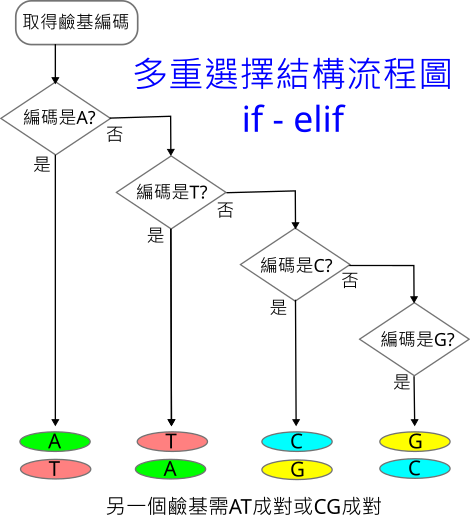 取得鹼基編碼
多重選擇結構流程圖
if - elif
編碼是A?
否
是
編碼是T?
否
是
編碼是C?
否
是
編碼是G?
是
A T C G
T A G C
另一個鹼基需AT成對或CG成對